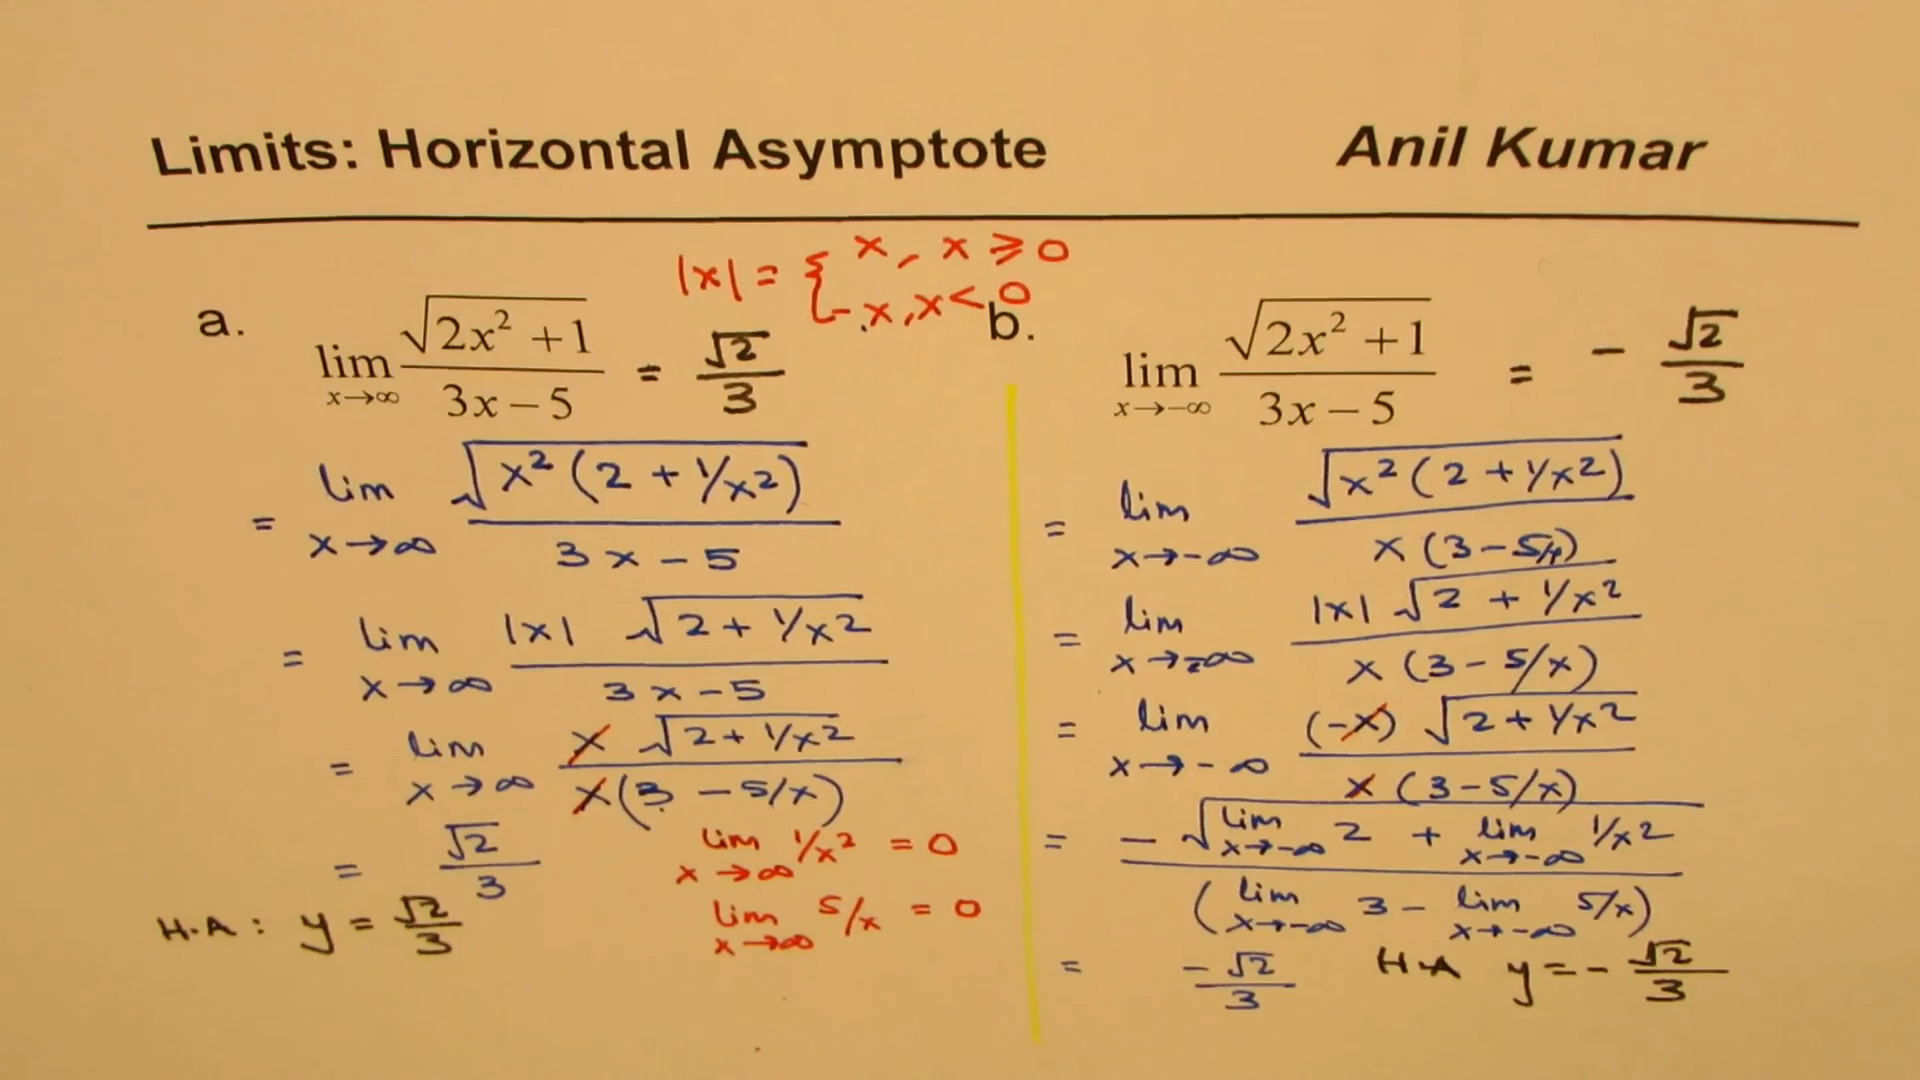 Limits: Horizontal Asymptote Anil Kumar
|x| = { x, x ≥ 0
-x, x < 0
a. lim x→∞ √(2x² + 1) / (3x − 5) = √2 / 3
= lim x→∞ √(x² (2 + 1/x²)) / (3x − 5)
= lim x→∞ |x| √(2 + 1/x²) / (3x − 5)
= lim x→∞ x √(2 + 1/x²) / (x (3 − 5/x))
= √2 / 3
lim x→∞ 1/x² = 0
lim x→∞ 5/x = 0
H.A : y = √2 / 3
b. lim x→−∞ √(2x² + 1) / (3x − 5) = − √2 / 3
= lim x→−∞ √(x² (2 + 1/x²)) / (x (3 − 5/x))
= lim x→−∞ |x| √(2 + 1/x²) / (x (3 − 5/x))
= lim x→−∞ (−x) √(2 + 1/x²) / (x (3 − 5/x))
= − √(lim x→−∞ 2 + lim x→−∞ 1/x²) / (lim x→−∞ 3 − lim x→−∞ 5/x)
= −√2 / 3
H.A y = − √2 / 3